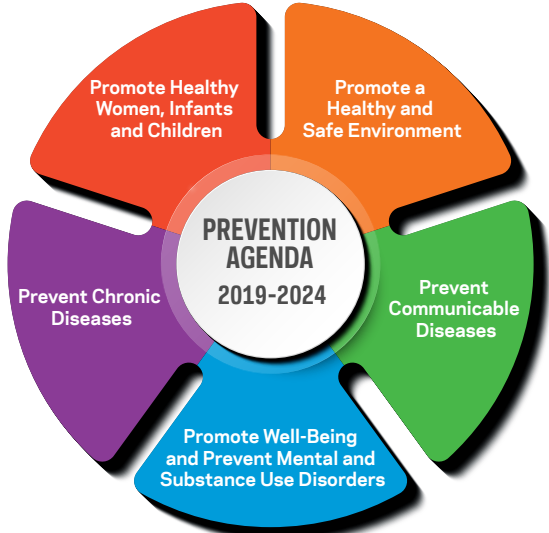 Promote Healthy
Women, Infants
and Children
Promote a
Healthy and
Safe Environment
PREVENTION
AGENDA
2019-2024
Prevent Chronic
Diseases
Prevent
Communicable
Diseases
Promote Well-Being
and Prevent Mental and
Substance Use Disorders